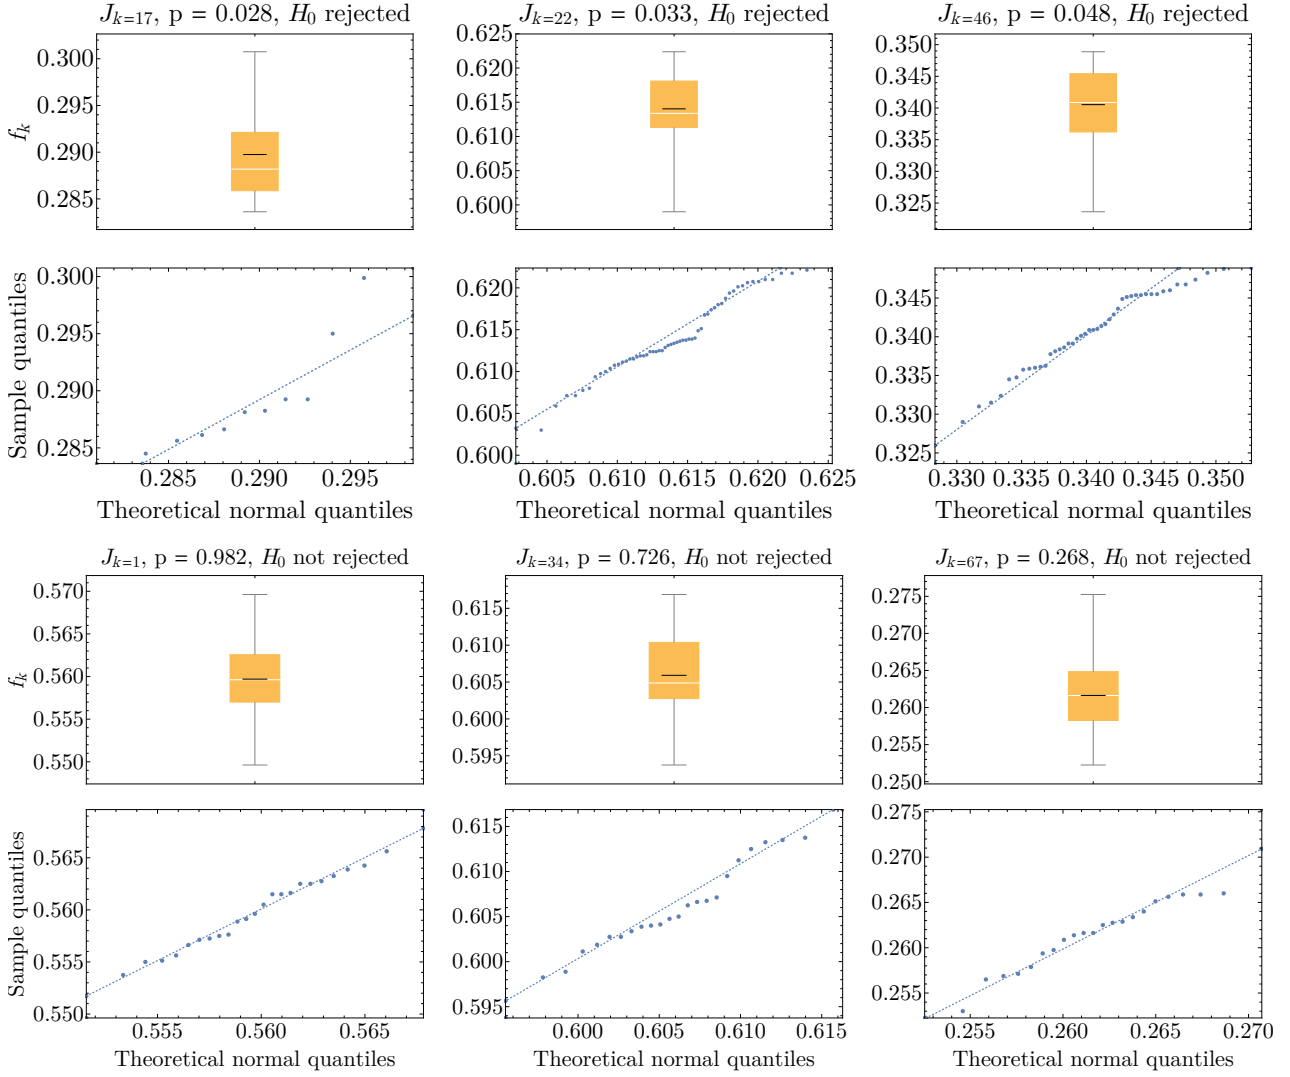 J_{k=17}, p = 0.028, H_0 rejected
J_{k=22}, p = 0.033, H_0 rejected
J_{k=46}, p = 0.048, H_0 rejected
f_k
0.300
0.295
0.290
0.285
0.625
0.620
0.615
0.610
0.605
0.600
0.350
0.345
0.340
0.335
0.330
0.325
Sample quantiles
0.300
0.295
0.290
0.285
0.285 0.290 0.295
Theoretical normal quantiles
0.620
0.615
0.610
0.605
0.600
0.605 0.610 0.615 0.620 0.625
Theoretical normal quantiles
0.345
0.340
0.335
0.330
0.325
0.330 0.335 0.340 0.345 0.350
Theoretical normal quantiles
J_{k=1}, p = 0.982, H_0 not rejected
J_{k=34}, p = 0.726, H_0 not rejected
J_{k=67}, p = 0.268, H_0 not rejected
f_k
0.570
0.565
0.560
0.555
0.550
0.615
0.610
0.605
0.600
0.595
0.275
0.270
0.265
0.260
0.255
0.250
Sample quantiles
0.565
0.560
0.555
0.550
0.555 0.560 0.565
Theoretical normal quantiles
0.615
0.610
0.605
0.600
0.595
0.600 0.605 0.610 0.615
Theoretical normal quantiles
0.275
0.270
0.265
0.260
0.255
0.255 0.260 0.265 0.270
Theoretical normal quantiles